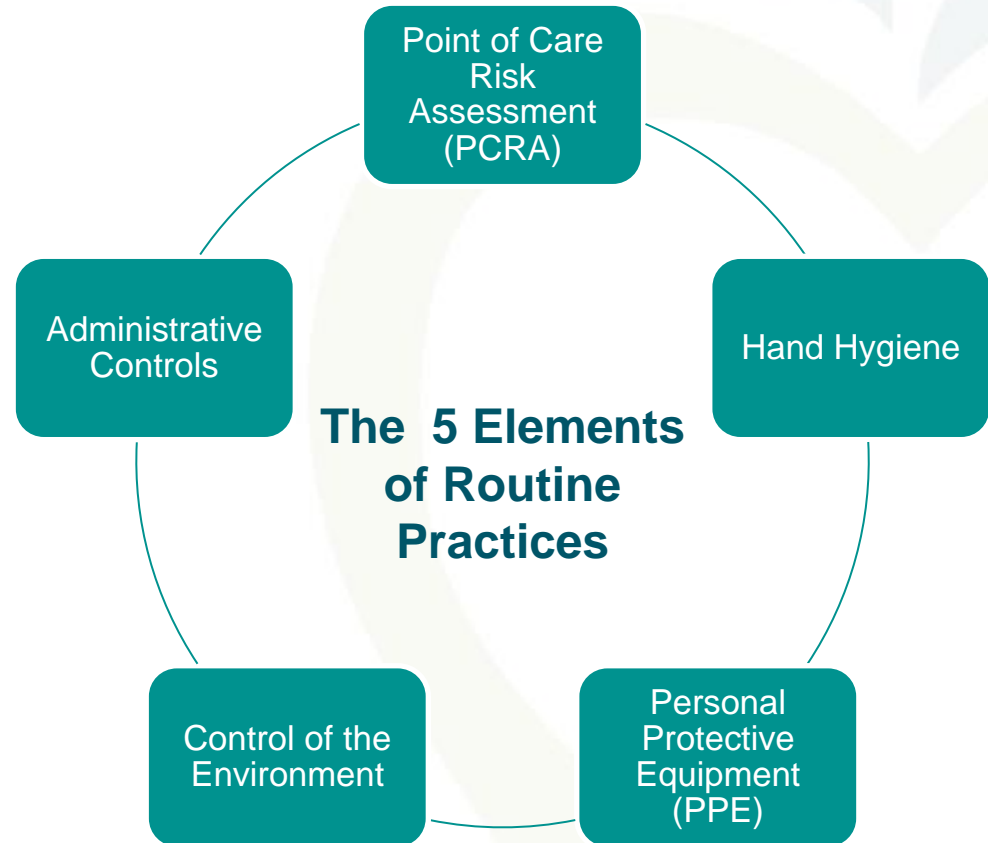 Point of Care
Risk
Assessment
(PCRA)
Hand Hygiene
Personal
Protective
Equipment
(PPE)
Control of the
Environment
Administrative
Controls
The  5 Elements
of Routine
Practices